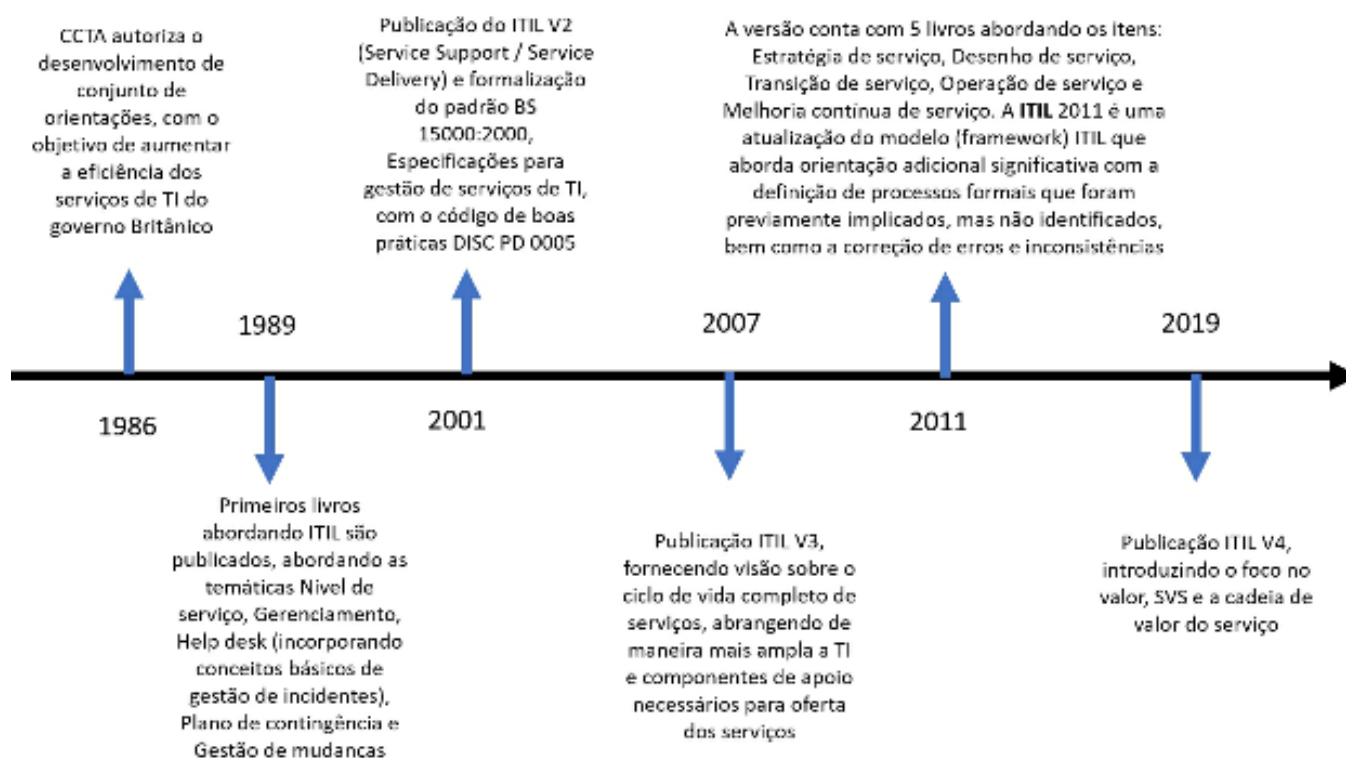 CCTA autoriza o
desenvolvimento de
conjunto de
orientações, com o
objetivo de aumentar
a eficiência dos
serviços de TI do
governo Britânico
Publicação do ITIL V2
(Service Support / Service
Delivery) e formalização
do padrão BS
15000:2000,
Especificações para
gestão de serviços de TI,
com o código de boas
práticas DISC PD 0005
A versão conta com 5 livros abordando os itens:
Estratégia de serviço, Desenho de serviço,
Transição de serviço, Operação de serviço e
Melhoria contínua de serviço. A ITIL 2011 é uma
atualização do modelo (framework) ITIL que
aborda orientação adicional significativa com a
definição de processos formais que foram
previamente implicados, mas não identificados,
bem como a correção de erros e inconsistências
1989
2007
2019
1986
2001
2011
Primeiros livros
abordando ITIL são
publicados, abordando as
temáticas Nivel de
serviço, Gerenciamento,
Help desk (incorporando
conceitos básicos de
gestão de incidentes),
Plano de contingência e
Gestão de mudanças
Publicação ITIL V3,
fornecendo visão sobre o
ciclo de vida completo de
serviços, abrangendo de
maneira mais ampla a TI
e componentes de apoio
necessários para oferta
dos serviços
Publicação ITIL V4,
introduzindo o foco no
valor, SVS e a cadeia de
valor do serviço